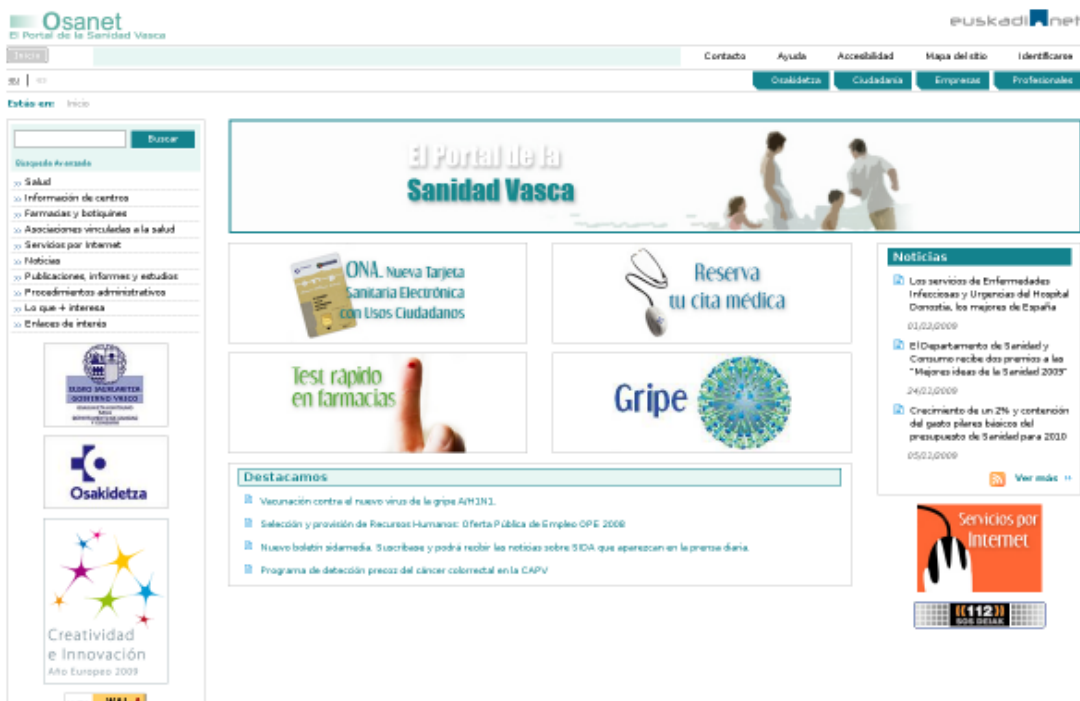 Osanet
El Portal de la Sanidad Vasca
euskadi.net
Inicio
Contacto Ayuda Accesibilidad Mapa del sitio Identificarse
eu
Osakidetza Ciudadanía Empresas Profesionales
Estás en: Inicio
Buscar
Búsqueda Avanzada
Salud
Información de centros
Farmacias y botiquines
Asociaciones vinculadas a la salud
Servicios por Internet
Noticias
Publicaciones, informes y estudios
Procedimientos administrativos
Lo que + interesa
Enlaces de interés
EUSKO JAURLARITZA
GOBIERNO VASCO
Osakidetza
Creatividad
e Innovación
Año Europeo 2009
El Portal de la
Sanidad Vasca
ONA. Nueva Tarjeta
Sanitaria Electrónica
con Usos Ciudadanos
Reserva
tu cita médica
Test rápido
en farmacias
Gripe
Destacamos
Vacunación contra el nuevo virus de la gripe A/H1N1.
Selección y provisión de Recursos Humanos: Oferta Pública de Empleo OPE 2008
Nuevo boletín sidamedia. Suscríbase y podrá recibir las noticias sobre SIDA que aparezcan en la prensa diaria.
Programa de detección precoz del cáncer colorrectal en la CAPV
Noticias
Los servicios de Enfermedades
Infecciosas y Urgencias del Hospital
Donostia, los mejores de España
01/12/2009
El Departamento de Sanidad y
Consumo recibe dos premios a las
"Mejores ideas de la Sanidad 2009"
24/11/2009
Crecimiento de un 2% y contención
del gasto pilares básicos del
presupuesto de Sanidad para 2010
05/11/2009
Ver más
Servicios por
Internet
((112))
SOS DEIAK